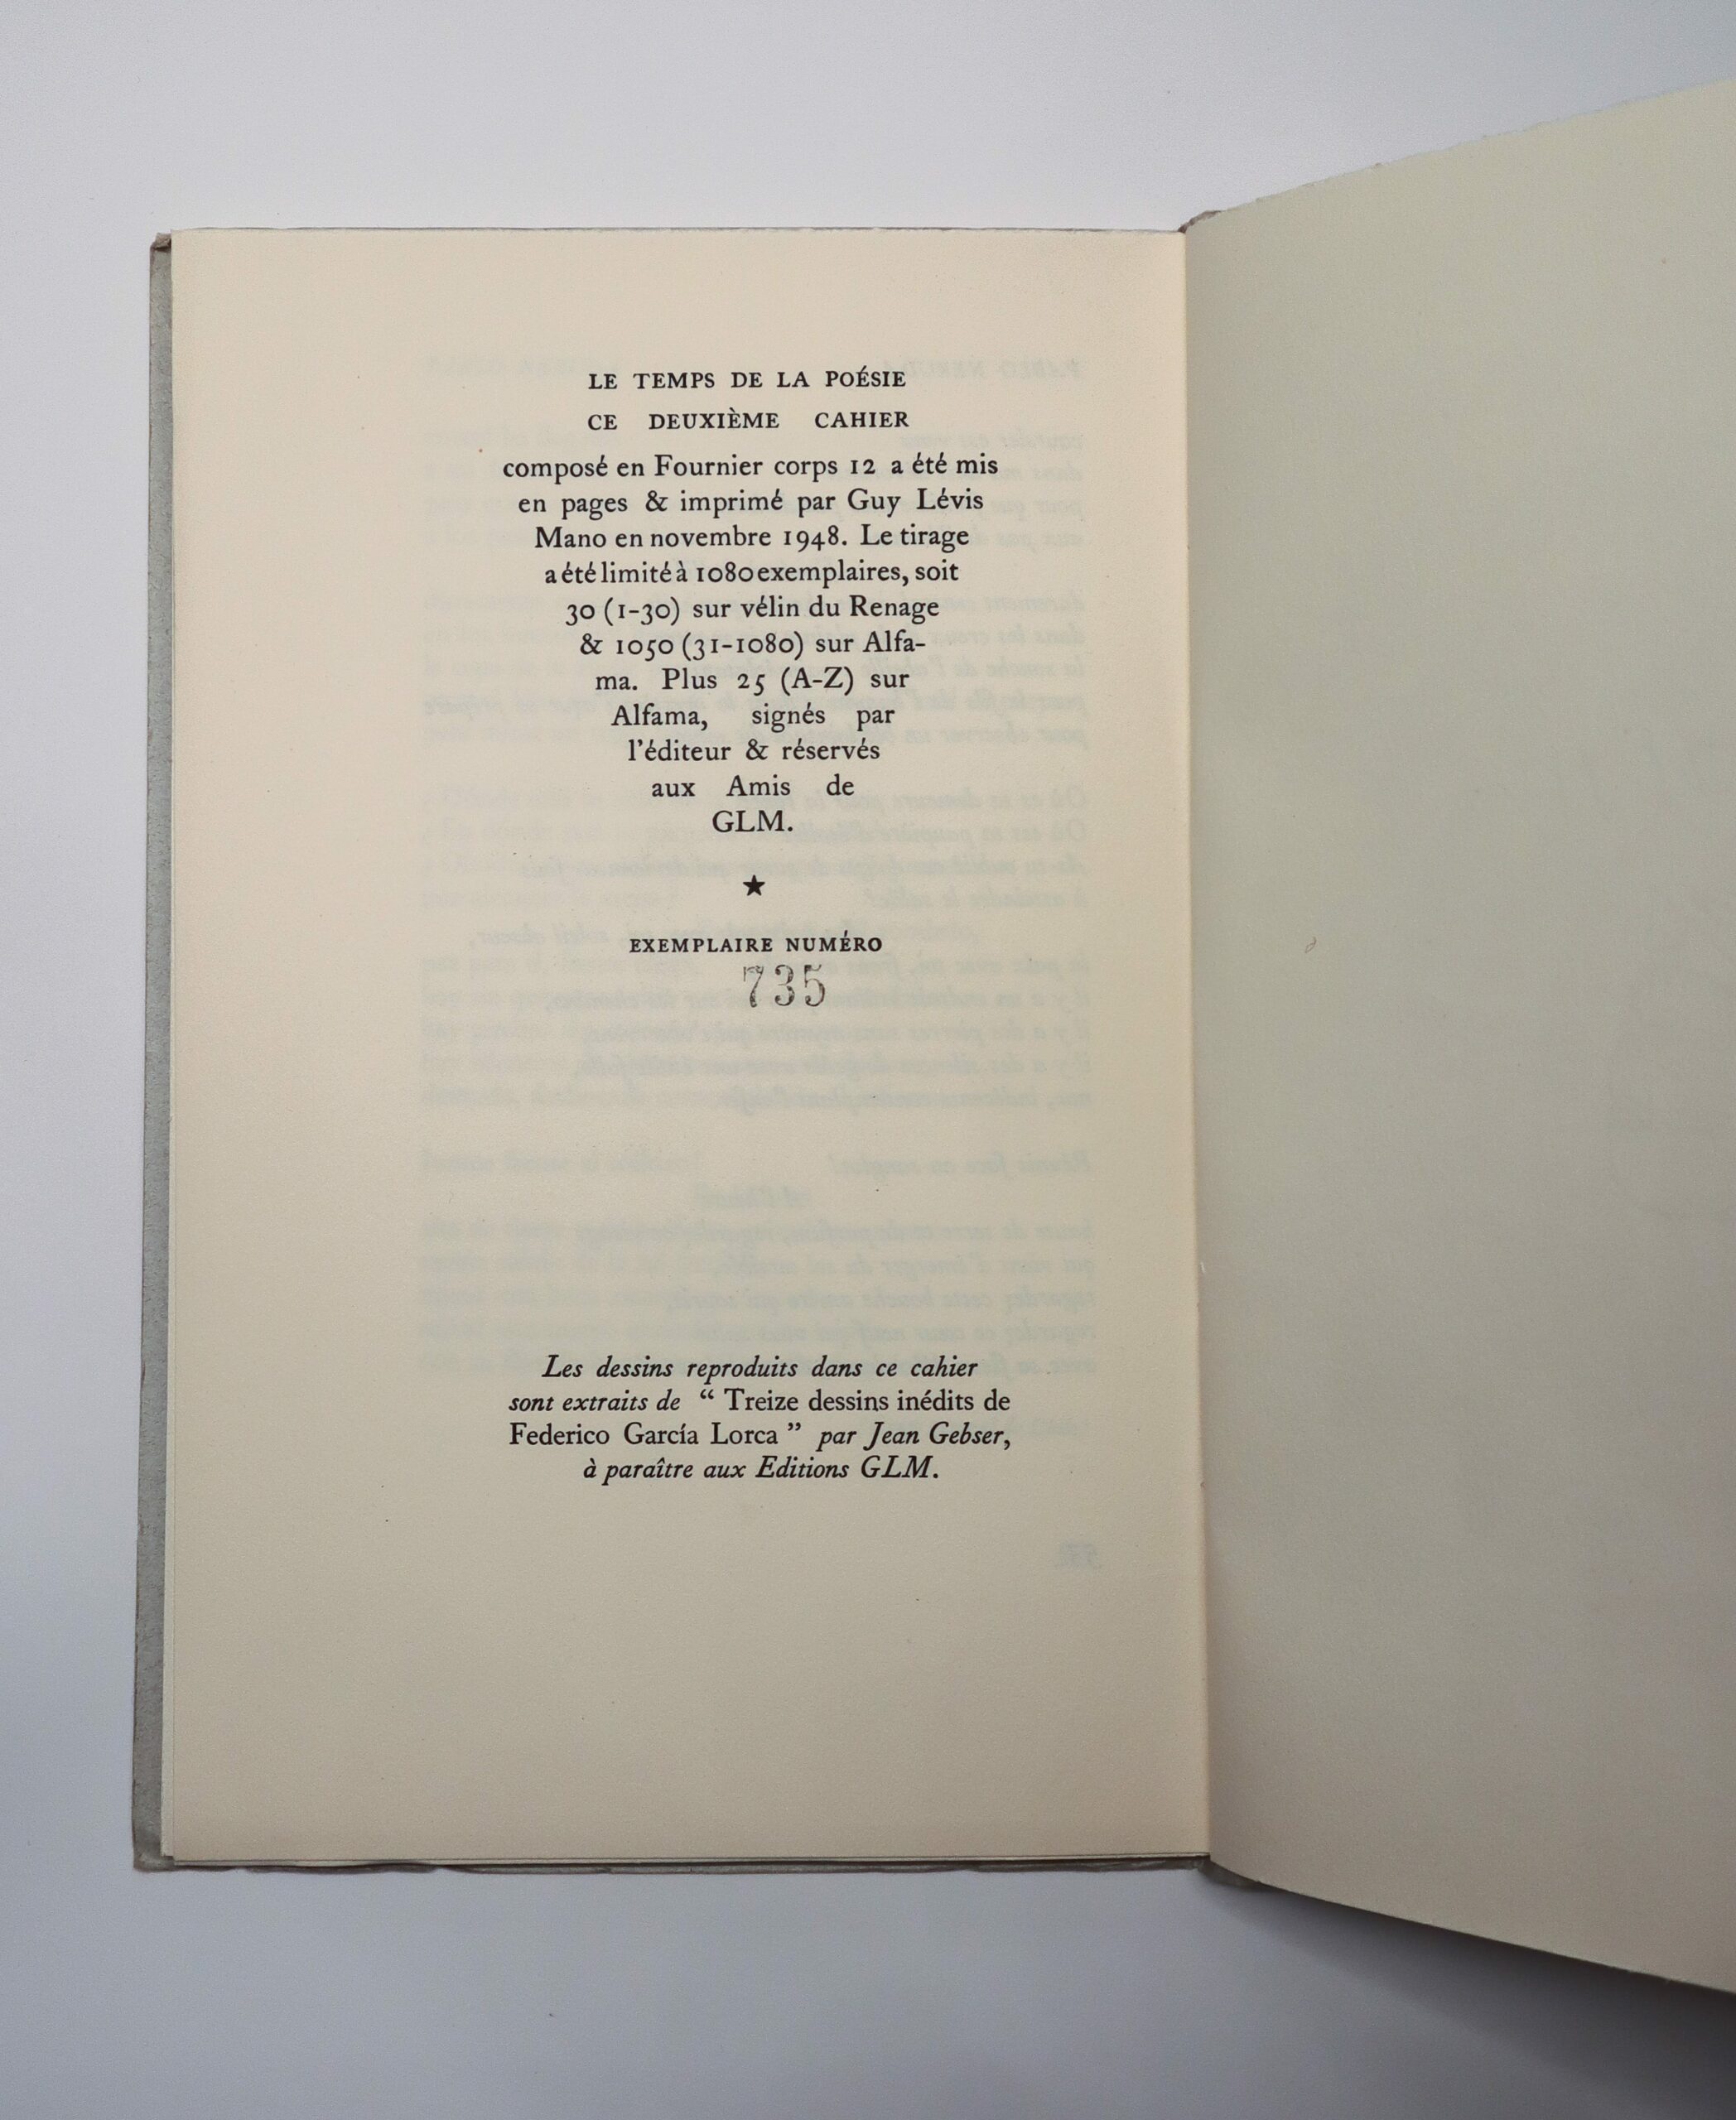 LE TEMPS DE LA POÉSIE
CE DEUXIÈME CAHIER
composé en Fournier corps 12 a été mis
en pages & imprimé par Guy Lévis
Mano en novembre 1948. Le tirage
a été limité à 1080 exemplaires, soit
30 (1-30) sur vélin du Renage
& 1050 (31-1080) sur Alfa-
ma. Plus 25 (A-Z) sur
Alfama, signés par
l'éditeur & réservés
aux Amis de
GLM.
★
EXEMPLAIRE NUMÉRO
735
Les dessins reproduits dans ce cahier
sont extraits de “ Treize dessins inédits de
Federico García Lorca ” par Jean Gebser,
à paraître aux Editions GLM.